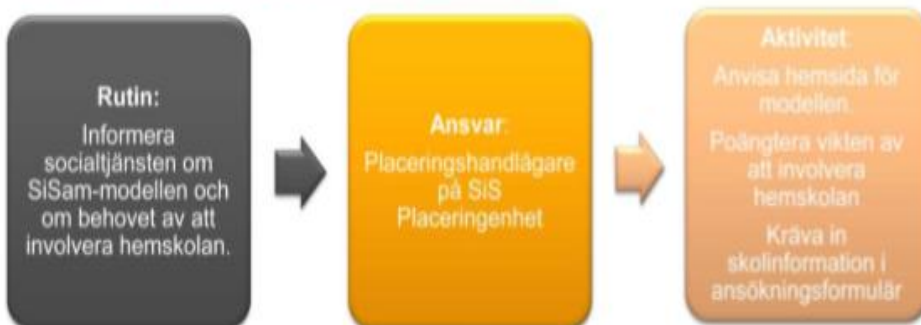 Rutin:
Informera
socialtjänsten om
SiSam-modellen och
om behovet av att
involvera hemskolan.
Ansvar:
Placeringshandlägare
på SiS
Placeringenhet
Aktivitet:
Anvisa hemsida för
modellen.
Poängtera vikten av
att involvera
hemskolan
Kräva in
skolinformation i
ansökningsformulär